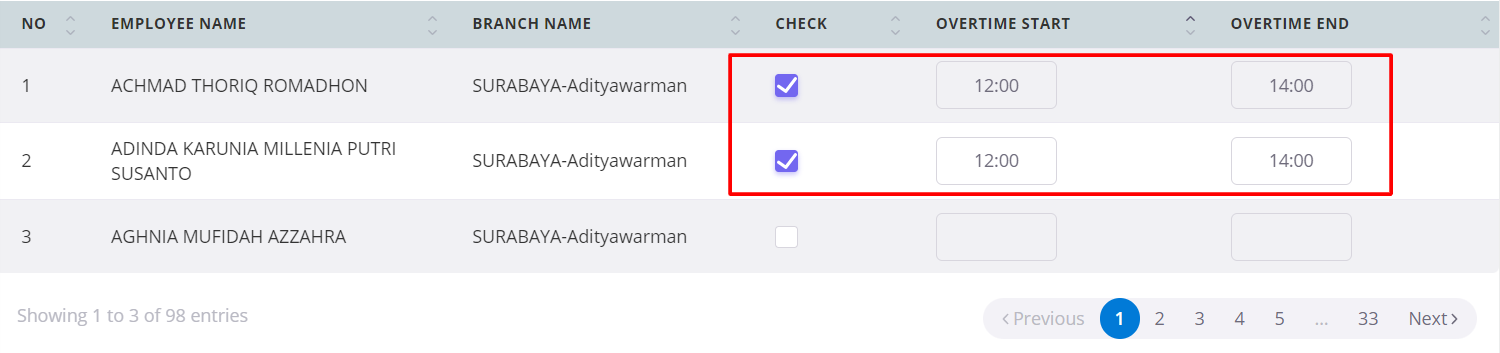 NO EMPLOYEE NAME BRANCH NAME CHECK OVERTIME START OVERTIME END
1 ACHMAD THORIQ ROMADHON SURABAYA-Adityawarman 12:00 14:00
2 ADINDA KARUNIA MILLENIA PUTRI SUSANTO SURABAYA-Adityawarman 12:00 14:00
3 AGHNIA MUFIDAH AZZAHRA SURABAYA-Adityawarman
Showing 1 to 3 of 98 entries Previous 1 2 3 4 5 ... 33 Next